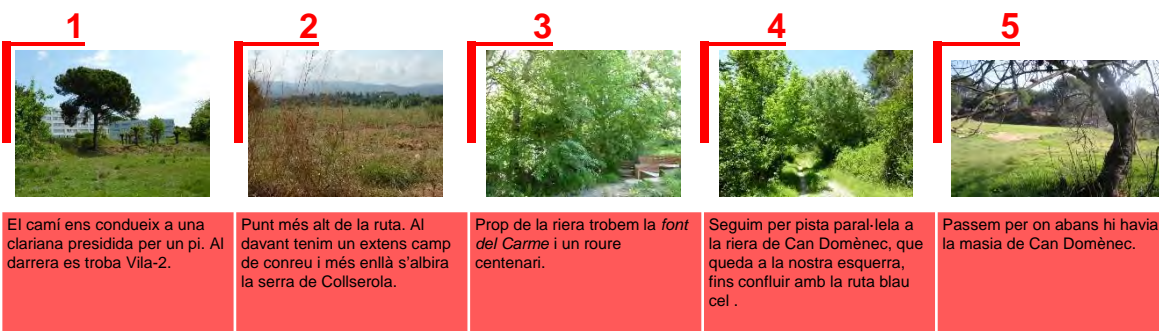 1
El camí ens condueix a una
clariana presidida per un pi. Al
darrera es troba Vila-2.
2
Punt més alt de la ruta. Al
davant tenim un extens camp
de conreu i més enllà s'albira
la serra de Collserola.
3
Prop de la riera trobem la font
del Carme i un roure
centenari.
4
Seguim per pista paral·lela a
la riera de Can Domènec, que
queda a la nostra esquerra,
fins confluir amb la ruta blau
cel .
5
Passem per on abans hi havia
la masia de Can Domènec.